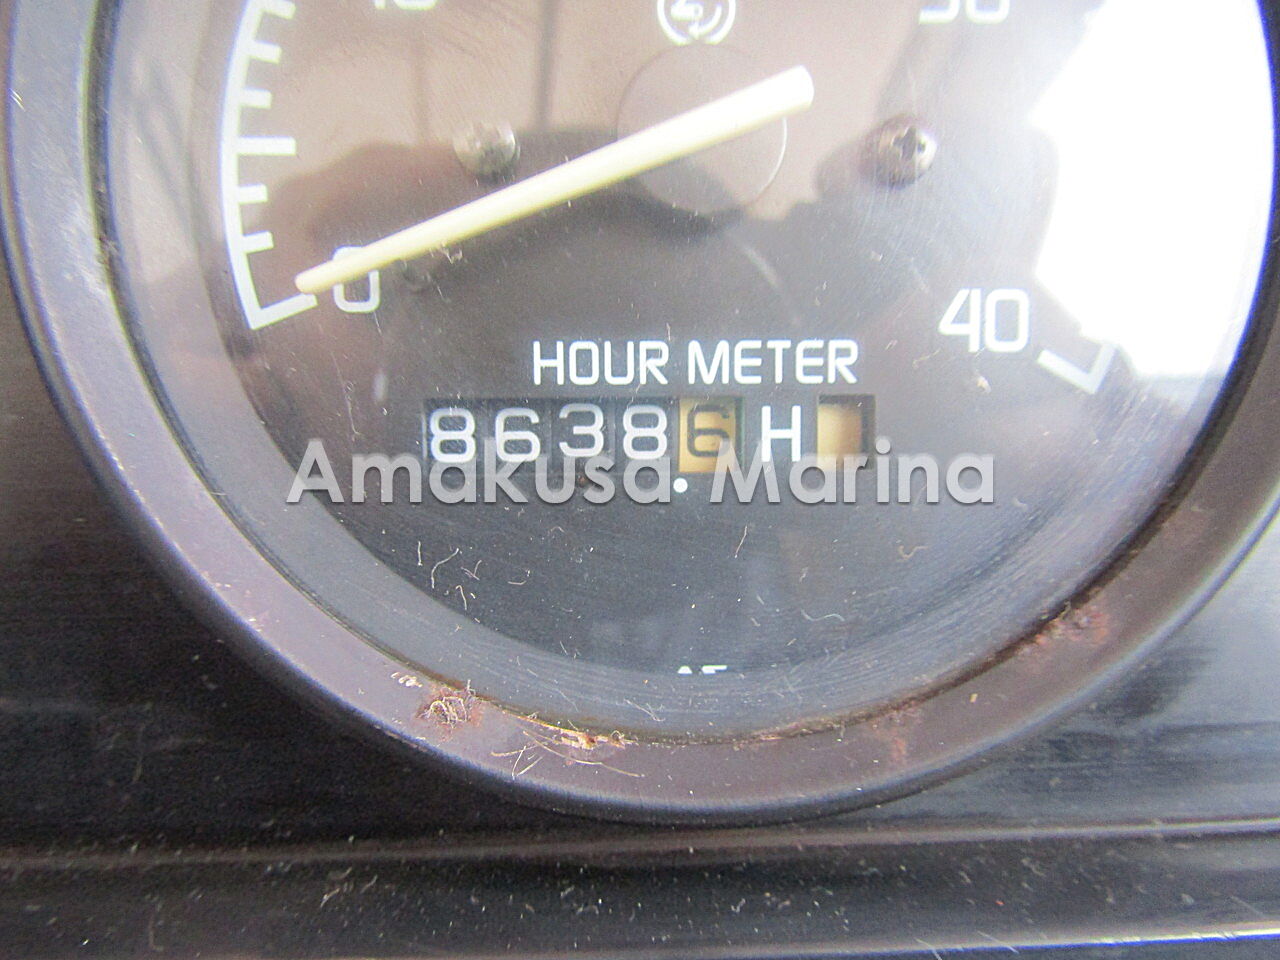 0
40
HOUR METER
86386 H
Amakusa Marina